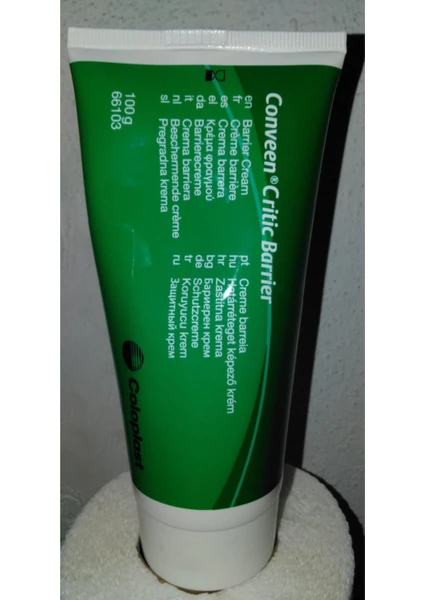 Conveen® Critic Barrier
en Barrier Cream
fr Crème barrière
es Crema barrera
el Κρέμα φραγμού
da Barrierecreme
it Crema barriera
nl Beschermende crème
sl Pregradna krema
pt Creme barreia
hu Határréteget képező krém
hr Zaštitna krema
bg Бариерен крем
de Schutzcreme
tr Koruyucu krem
ru Защитный крем
100g
66103
Coloplast